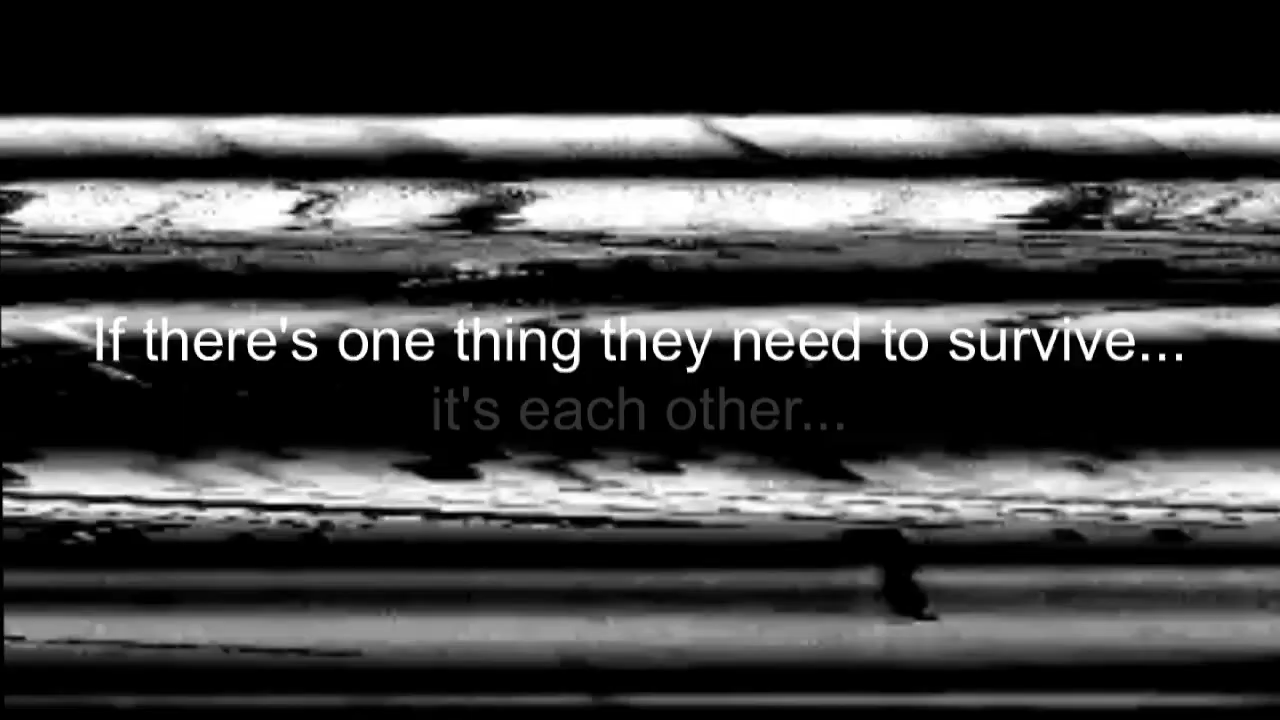 If there's one thing they need to survive...
it's each other...